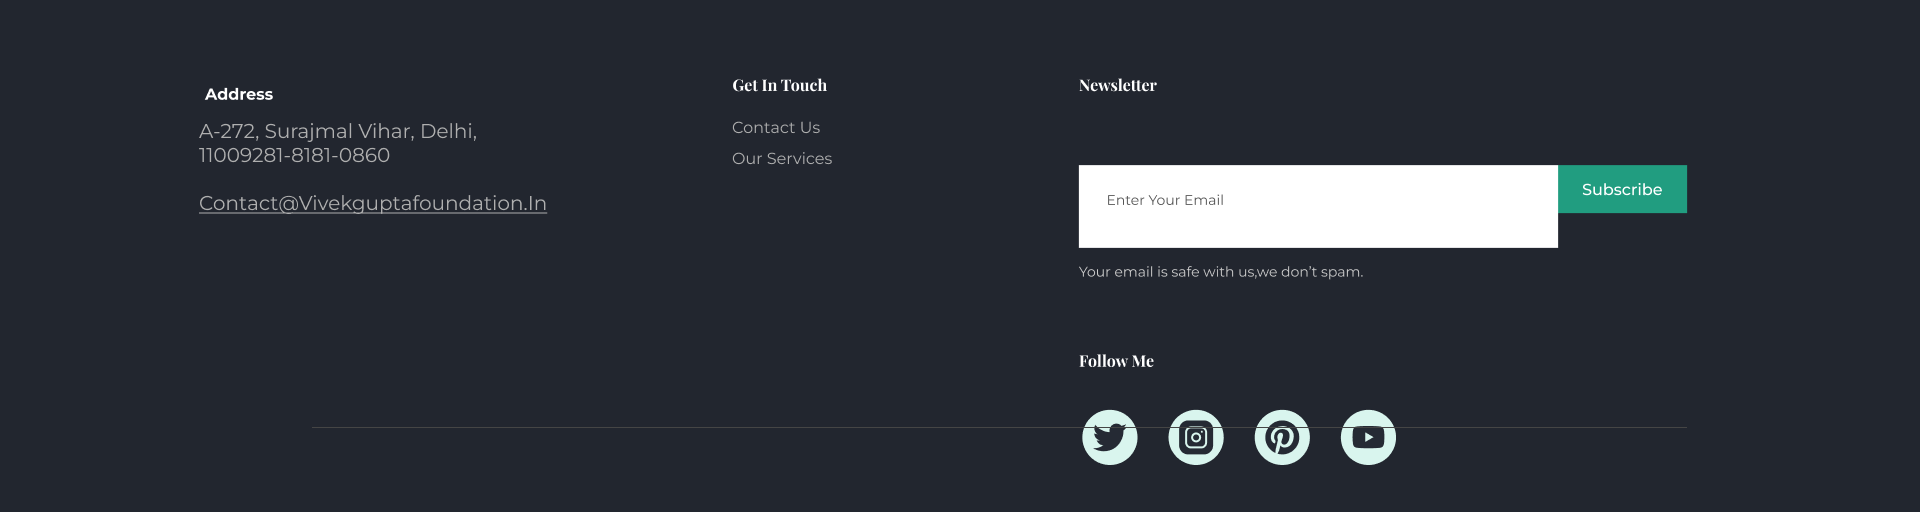 Address
A-272, Surajmal Vihar, Delhi,
11009281-8181-0860
Contact@Vivekguptafoundation.In
Get In Touch
Contact Us
Our Services
Newsletter
Enter Your Email
Subscribe
Your email is safe with us,we don’t spam.
Follow Me